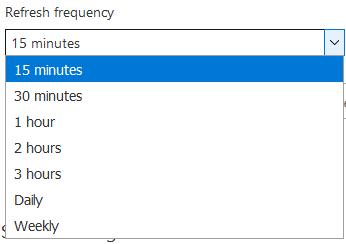 Refresh frequency
15 minutes
15 minutes
30 minutes
1 hour
2 hours
3 hours
Daily
Weekly